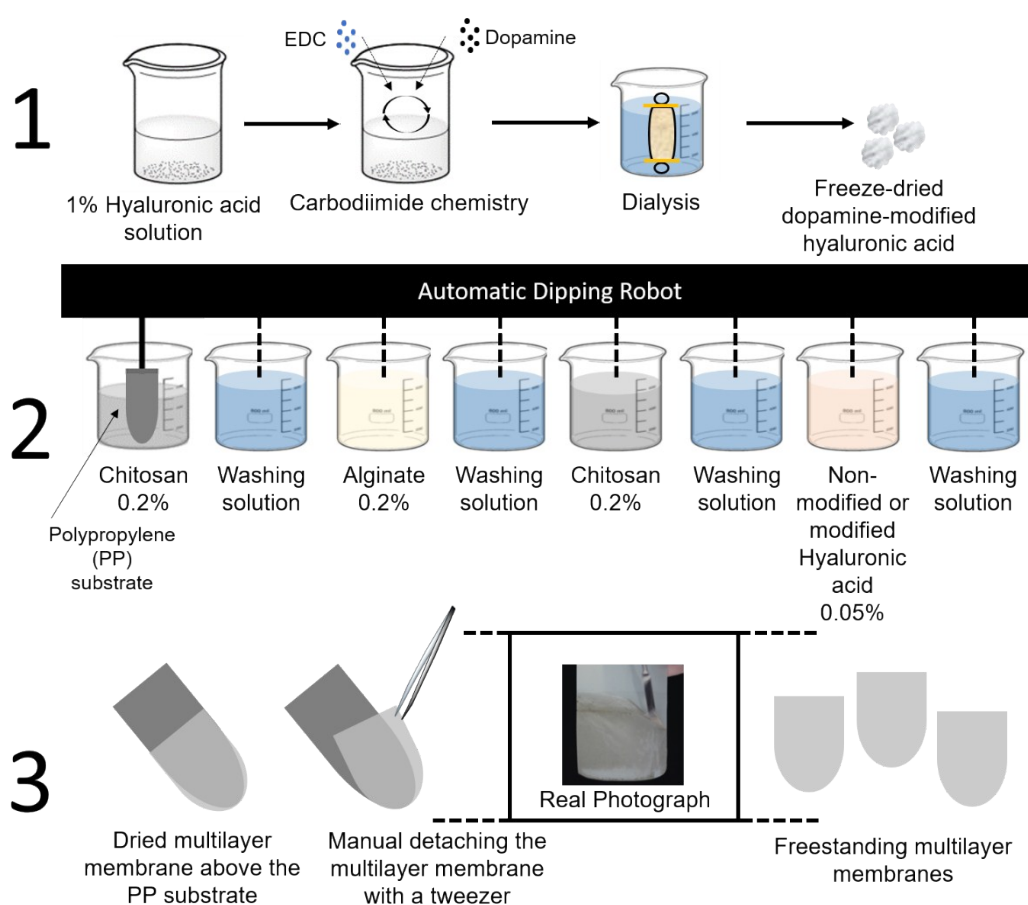 1
EDC
Dopamine
1% Hyaluronic acid
solution
Carbodiimide chemistry
Dialysis
Freeze-dried
dopamine-modified
hyaluronic acid
Automatic Dipping Robot
2
Chitosan
0.2%
Washing
solution
Alginate
0.2%
Washing
solution
Chitosan
0.2%
Washing
solution
Non-
modified or
modified
Hyaluronic
acid
0.05%
Washing
solution
Polypropylene
(PP)
substrate
3
Dried multilayer
membrane above the
PP substrate
Manual detaching the
multilayer membrane
with a tweezer
Real Photograph
Freestanding multilayer
membranes